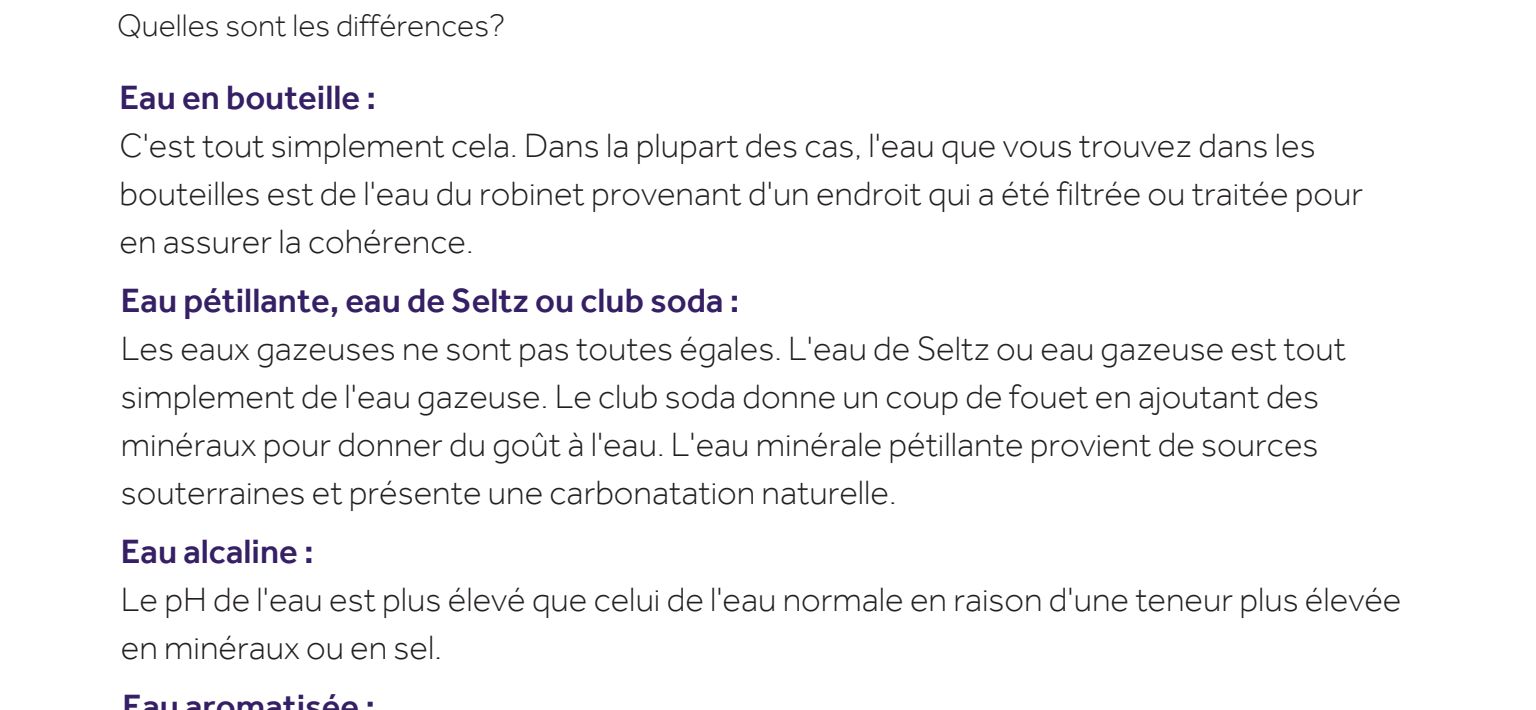 Quelles sont les différences?
Eau en bouteille :
C'est tout simplement cela. Dans la plupart des cas, l'eau que vous trouvez dans les
bouteilles est de l'eau du robinet provenant d'un endroit qui a été filtrée ou traitée pour
en assurer la cohérence.
Eau pétillante, eau de Seltz ou club soda :
Les eaux gazeuses ne sont pas toutes égales. L'eau de Seltz ou eau gazeuse est tout
simplement de l'eau gazeuse. Le club soda donne un coup de fouet en ajoutant des
minéraux pour donner du goût à l'eau. L'eau minérale pétillante provient de sources
souterraines et présente une carbonatation naturelle.
Eau alcaline :
Le pH de l'eau est plus élevé que celui de l'eau normale en raison d'une teneur plus élevée
en minéraux ou en sel.
Eau aromatisée :